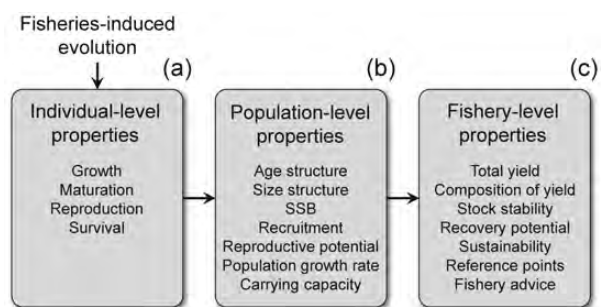 Fisheries-induced
evolution
(a)
Individual-level
properties
Growth
Maturation
Reproduction
Survival
(b)
Population-level
properties
Age structure
Size structure
SSB
Recruitment
Reproductive potential
Population growth rate
Carrying capacity
(c)
Fishery-level
properties
Total yield
Composition of yield
Stock stability
Recovery potential
Sustainability
Reference points
Fishery advice